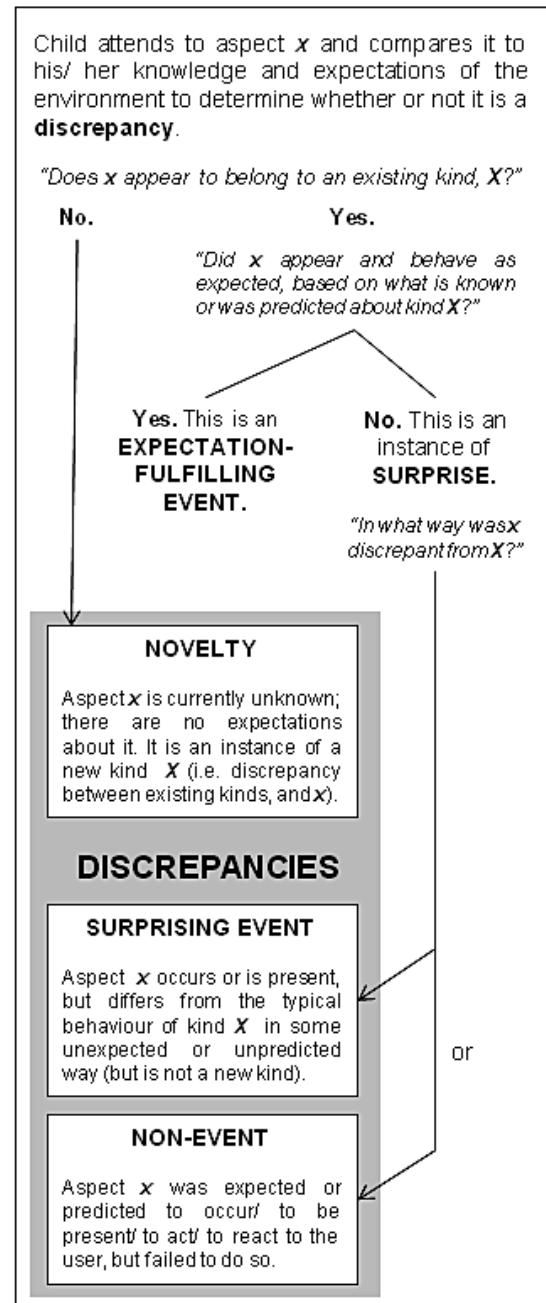 Child attends to aspect x and compares it to
his/ her knowledge and expectations of the
environment to determine whether or not it is a
discrepancy.
“Does x appear to belong to an existing kind, X?”
No.
Yes.
“Did x appear and behave as
expected, based on what is known
or was predicted about kind X?”
Yes. This is an
EXPECTATION-
FULFILLING
EVENT.
No. This is an
instance of
SURPRISE.
“In what way was x
discrepant from X?”
NOVELTY
Aspect x is currently unknown;
there are no expectations
about it. It is an instance of a
new kind X (i.e. discrepancy
between existing kinds, and x).
DISCREPANCIES
SURPRISING EVENT
Aspect x occurs or is present,
but differs from the typical
behaviour of kind X in some
unexpected or unpredicted
way (but is not a new kind).
or
NON-EVENT
Aspect x was expected or
predicted to occur/ to be
present/ to act/ to react to the
user, but failed to do so.